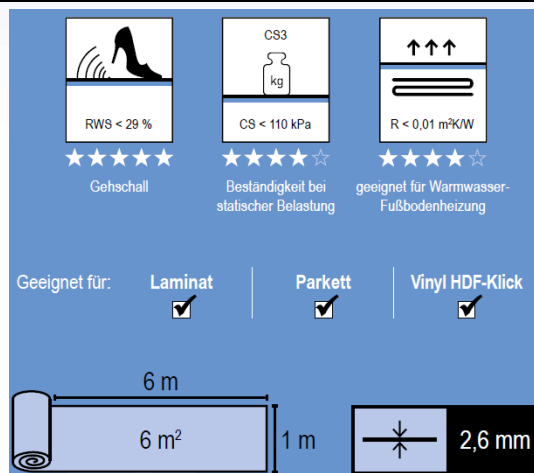 CS3
kg
RWS < 29 %
CS < 110 kPa
R < 0,01 m²K/W
Gehschall
Beständigkeit bei
statischer Belastung
geeignet für Warmwasser-
Fußbodenheizung
Geeignet für:
Laminat
Parkett
Vinyl HDF-Klick
6 m
6 m²
1 m
2,6 mm